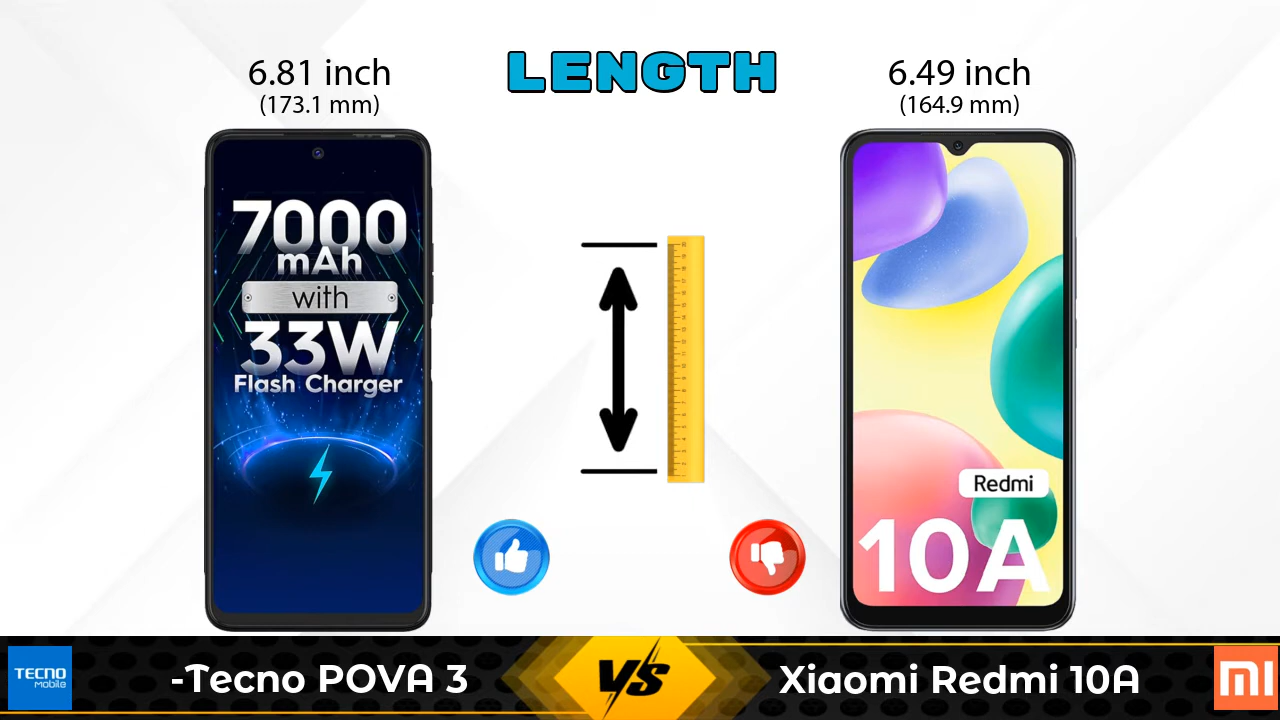 LENGTH
6.81 inch
(173.1 mm)
6.49 inch
(164.9 mm)
7000
mAh
with
33W
Flash Charger
Redmi
10A
TECNO
mobile
-Tecno POVA 3
VS
Xiaomi Redmi 10A
MI